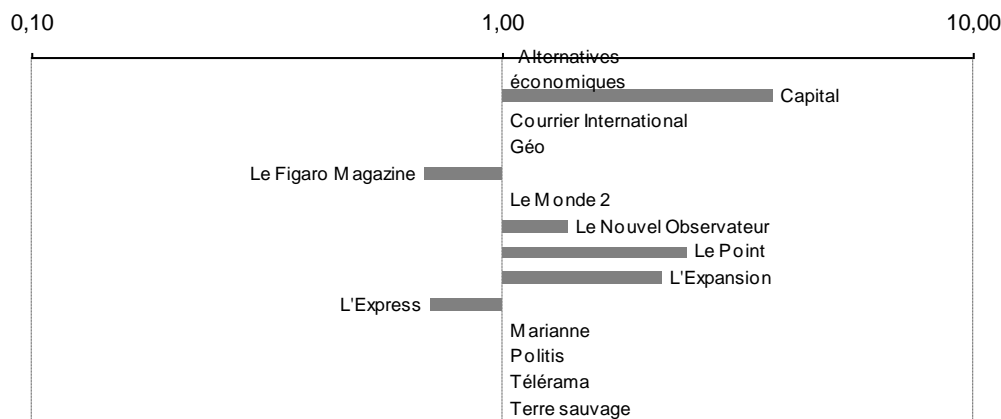 0,10 1,00 10,00
Alternatives
économiques
Capital
Courrier International
Géo
Le Figaro Magazine
Le Monde 2
Le Nouvel Observateur
Le Point
L'Expansion
L'Express
Marianne
Politis
Télérama
Terre sauvage